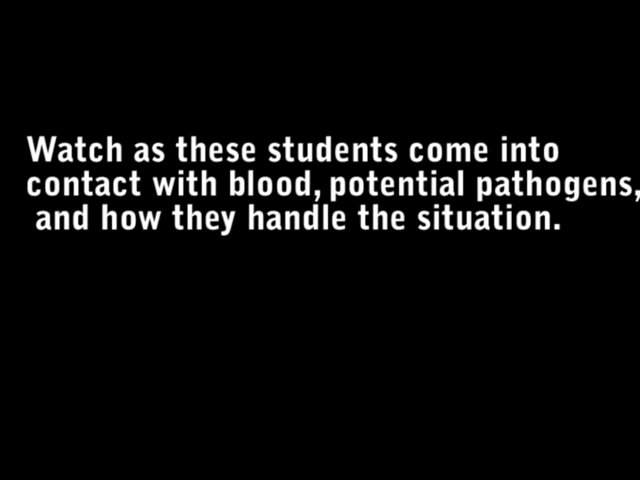 Watch as these students come into
contact with blood, potential pathogens,
and how they handle the situation.